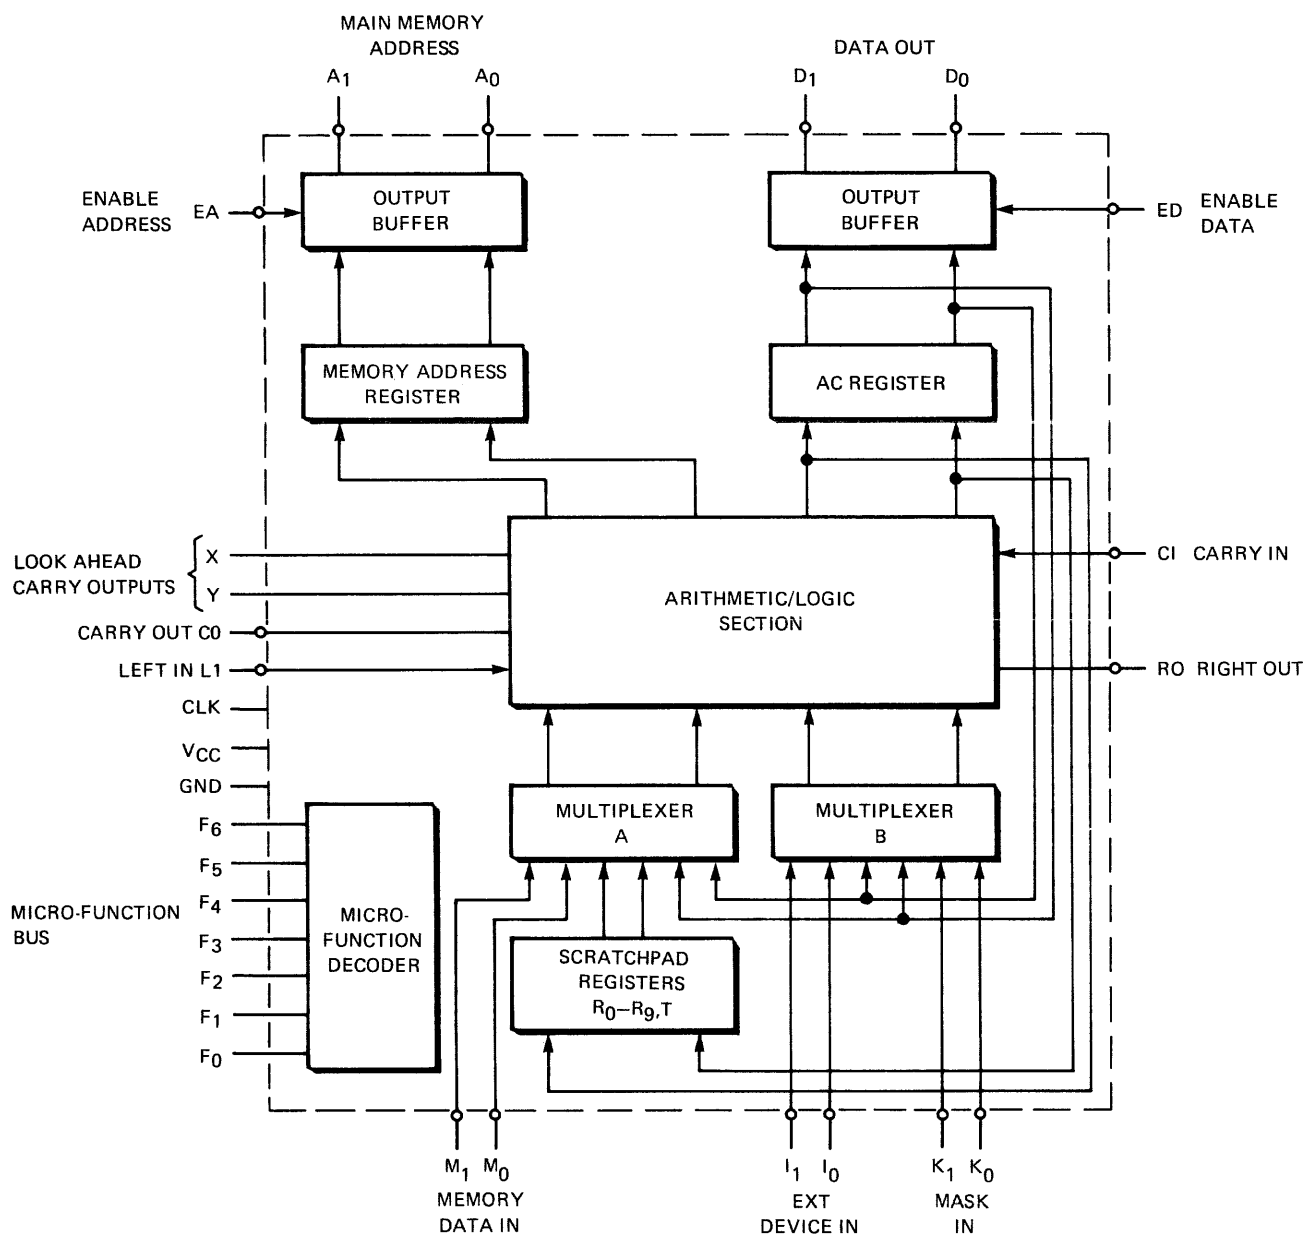 MAIN MEMORY
ADDRESS
DATA OUT
A1
A0
D1
D0
ENABLE
ADDRESS
EA
OUTPUT
BUFFER
OUTPUT
BUFFER
ED
ENABLE
DATA
MEMORY ADDRESS
REGISTER
AC REGISTER
LOOK AHEAD
CARRY OUTPUTS
X
Y
CARRY OUT C0
LEFT IN L1
ARITHMETIC/LOGIC
SECTION
CI CARRY IN
RO RIGHT OUT
CLK
VCC
GND
MULTIPLEXER
A
MULTIPLEXER
B
MICRO-FUNCTION
BUS
F6
F5
F4
F3
F2
F1
F0
MICRO-
FUNCTION
DECODER
SCRATCHPAD
REGISTERS
R0–R9,T
M1
M0
MEMORY
DATA IN
I1
I0
EXT
DEVICE IN
K1
K0
MASK
IN